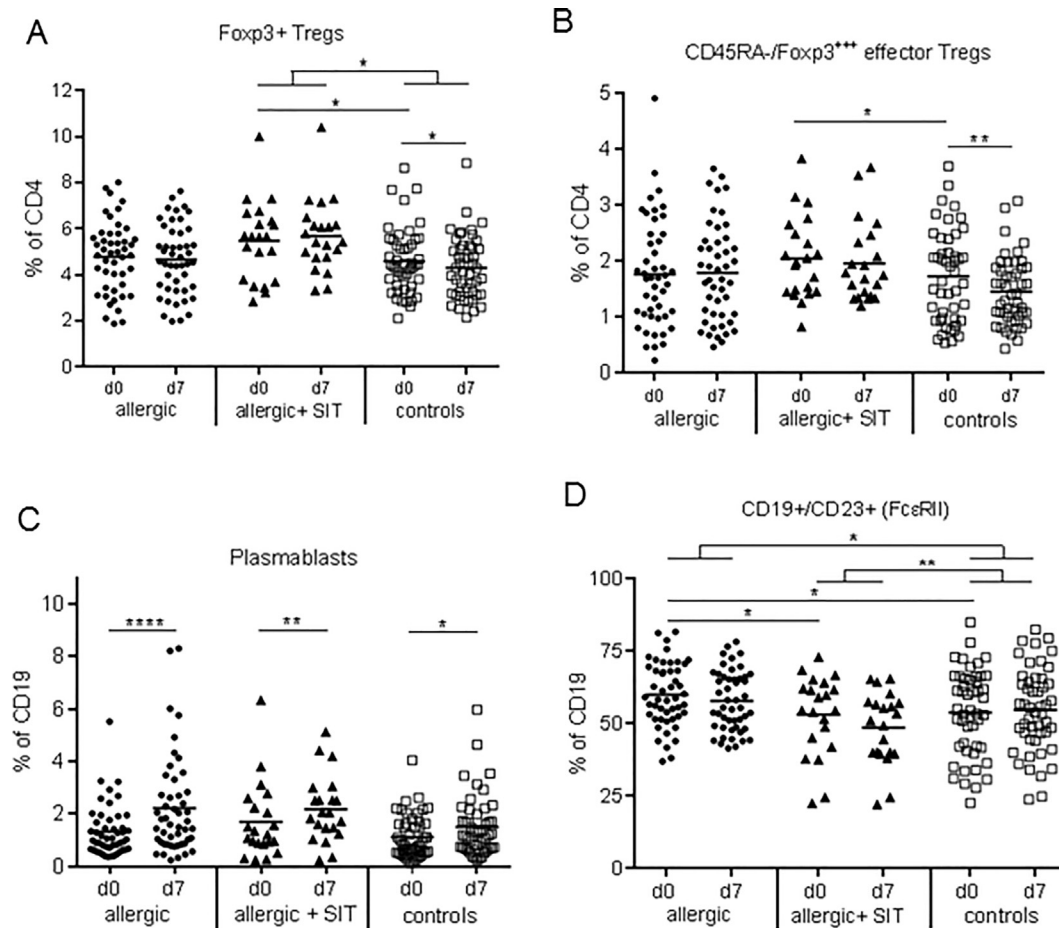 A
Foxp3+ Tregs
*
*
*
12
10
8
6
4
2
0
% of CD4
d0 d7 d0 d7 d0 d7
allergic allergic+ SIT controls
B
CD45RA-/Foxp3+++ effector Tregs
*
**
5
4
3
2
1
0
% of CD4
d0 d7 d0 d7 d0 d7
allergic allergic+ SIT controls
C
Plasmablasts
**** ** *
10
8
6
4
2
0
% of CD19
d0 d7 d0 d7 d0 d7
allergic allergic + SIT controls
D
CD19+/CD23+ (FcεRII)
*
**
*
*
100
75
50
25
0
% of CD19
d0 d7 d0 d7 d0 d7
allergic allergic+ SIT controls